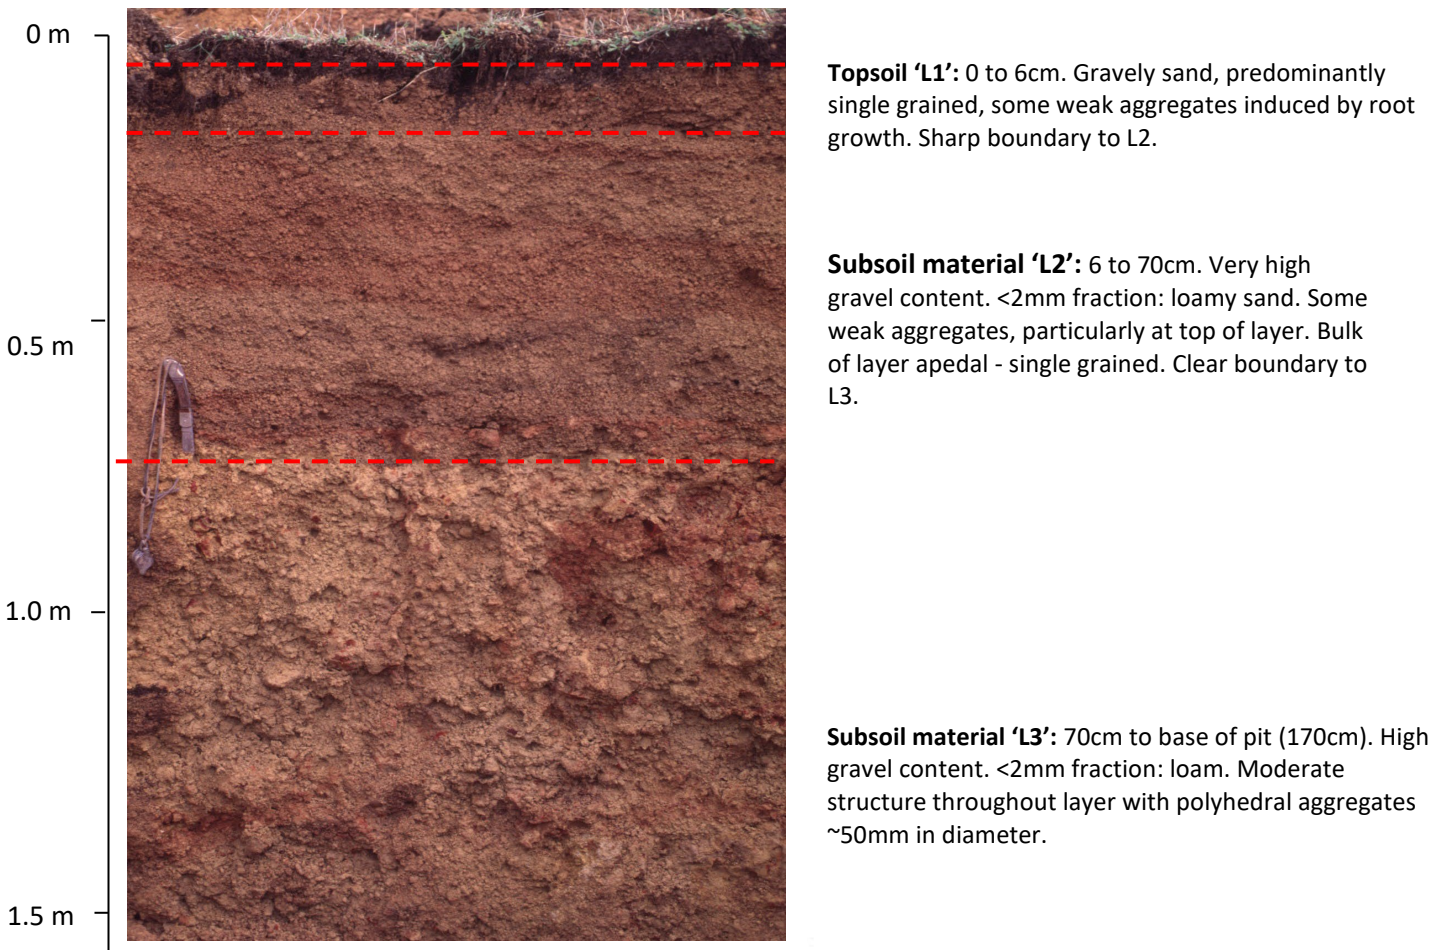 0 m
0.5 m
1.0 m
1.5 m
Topsoil ‘L1’: 0 to 6cm. Gravely sand, predominantly
single grained, some weak aggregates induced by root
growth. Sharp boundary to L2.
Subsoil material ‘L2’: 6 to 70cm. Very high
gravel content. <2mm fraction: loamy sand. Some
weak aggregates, particularly at top of layer. Bulk
of layer apedal - single grained. Clear boundary to
L3.
Subsoil material ‘L3’: 70cm to base of pit (170cm). High
gravel content. <2mm fraction: loam. Moderate
structure throughout layer with polyhedral aggregates
~50mm in diameter.